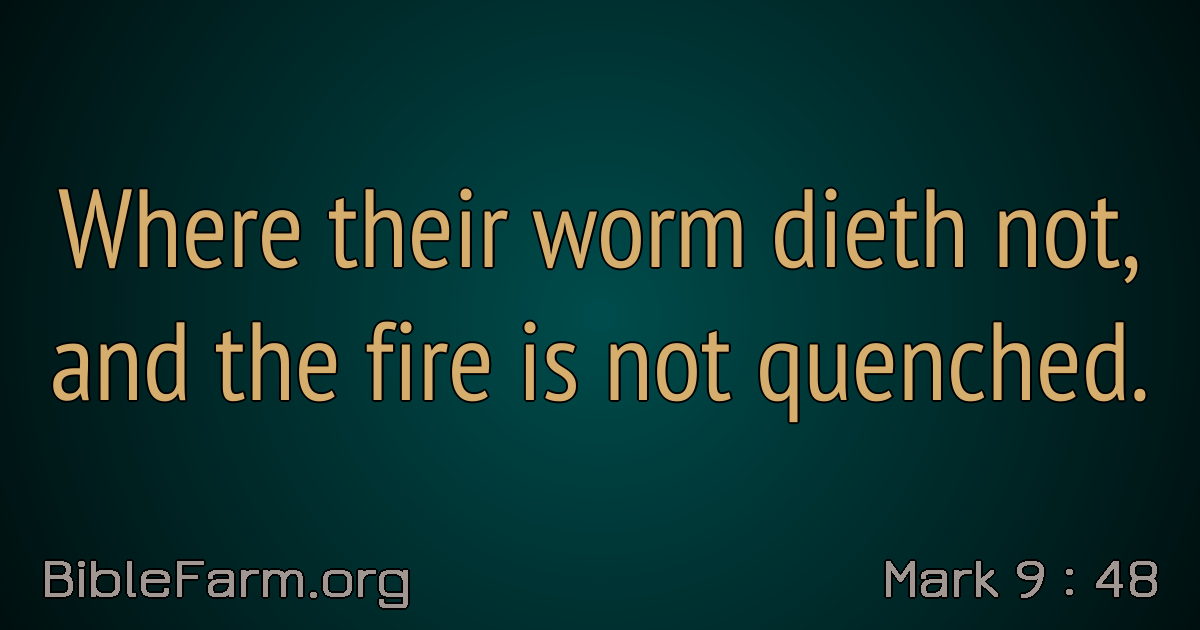 Where their worm dieth not,
and the fire is not quenched.
BibleFarm.org
Mark 9 : 48